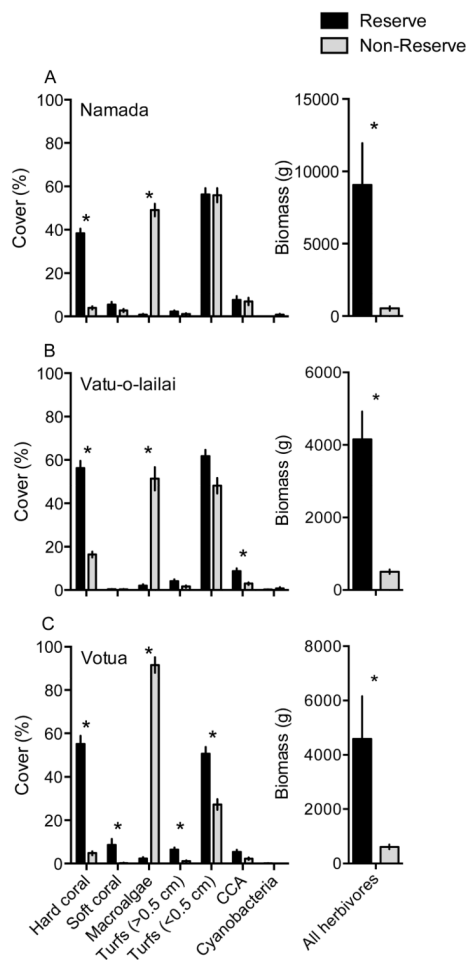 Reserve
Non-Reserve
A
Namada
Cover (%)
100
80
60
40
20
0
*
*
Biomass (g)
15000
10000
5000
0
*
B
Vatu-o-lailai
Cover (%)
100
80
60
40
20
0
*
*
*
Biomass (g)
6000
4000
2000
0
*
C
Votua
Cover (%)
100
80
60
40
20
0
*
*
*
*
*
Biomass (g)
8000
6000
4000
2000
0
*
Hard coral
Soft coral
Macroalgae
Turfs (>0.5 cm)
Turfs (<0.5 cm)
CCA
Cyanobacteria
All herbivores